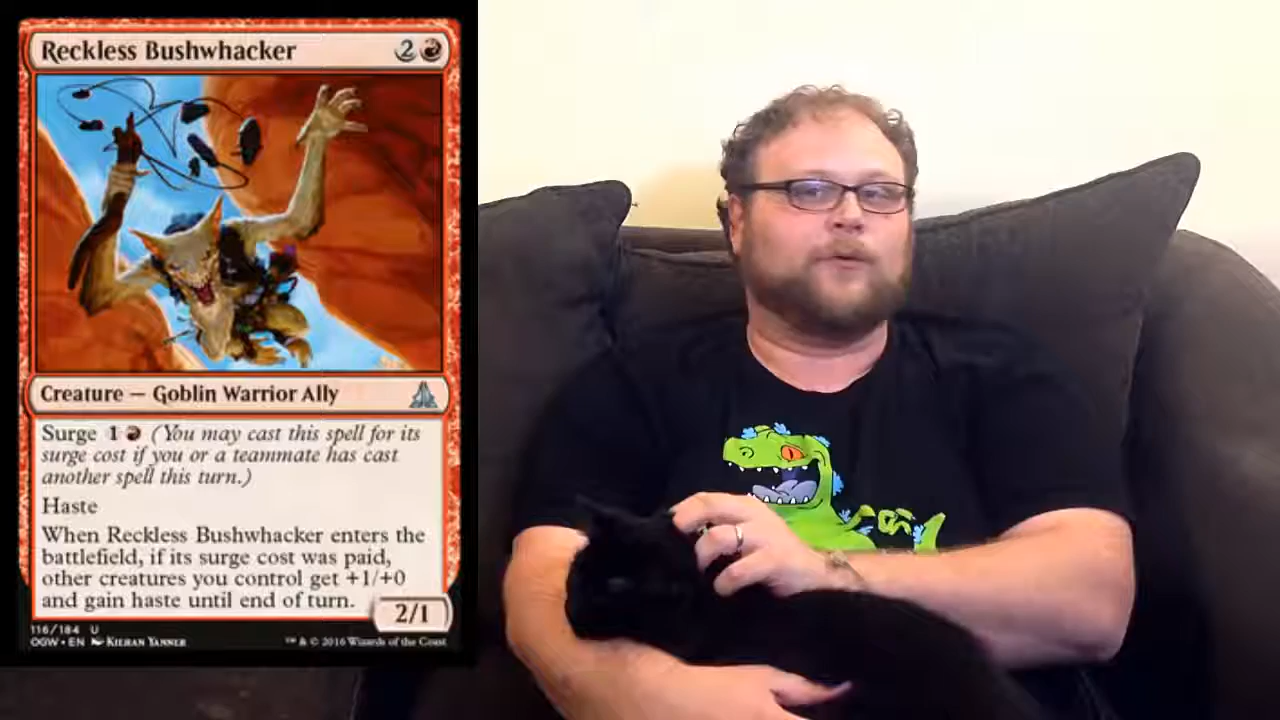 Reckless Bushwhacker 2
Creature — Goblin Warrior Ally
Surge 1 (You may cast this spell for its
surge cost if you or a teammate has cast
another spell this turn.)
Haste
When Reckless Bushwhacker enters the
battlefield, if its surge cost was paid,
other creatures you control get +1/+0
and gain haste until end of turn.
2/1
116/184 U
OGW • EN Kieran Yanner
™ & © 2016 Wizards of the Coast